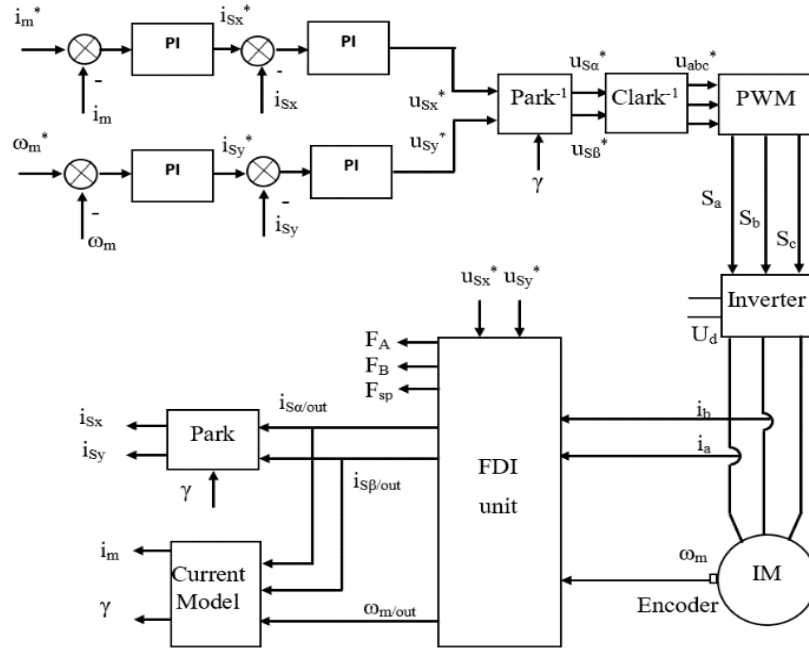 i_m* PI i_Sx* PI
- -
i_m i_Sx u_Sx*
u_Sα* u_abc*
Park⁻¹ Clark⁻¹ PWM
ω_m* i_Sy* u_Sy* u_Sβ*
PI PI
- -
ω_m i_Sy γ
S_a S_b S_c
u_Sx* u_Sy*
Inverter
U_d
F_A
F_B
F_sp
i_Sα/out
i_Sx i_b
Park
i_Sy i_a
FDI
unit
i_Sβ/out
γ
i_m ω_m IM
Current
Model
Encoder
γ ω_m/out